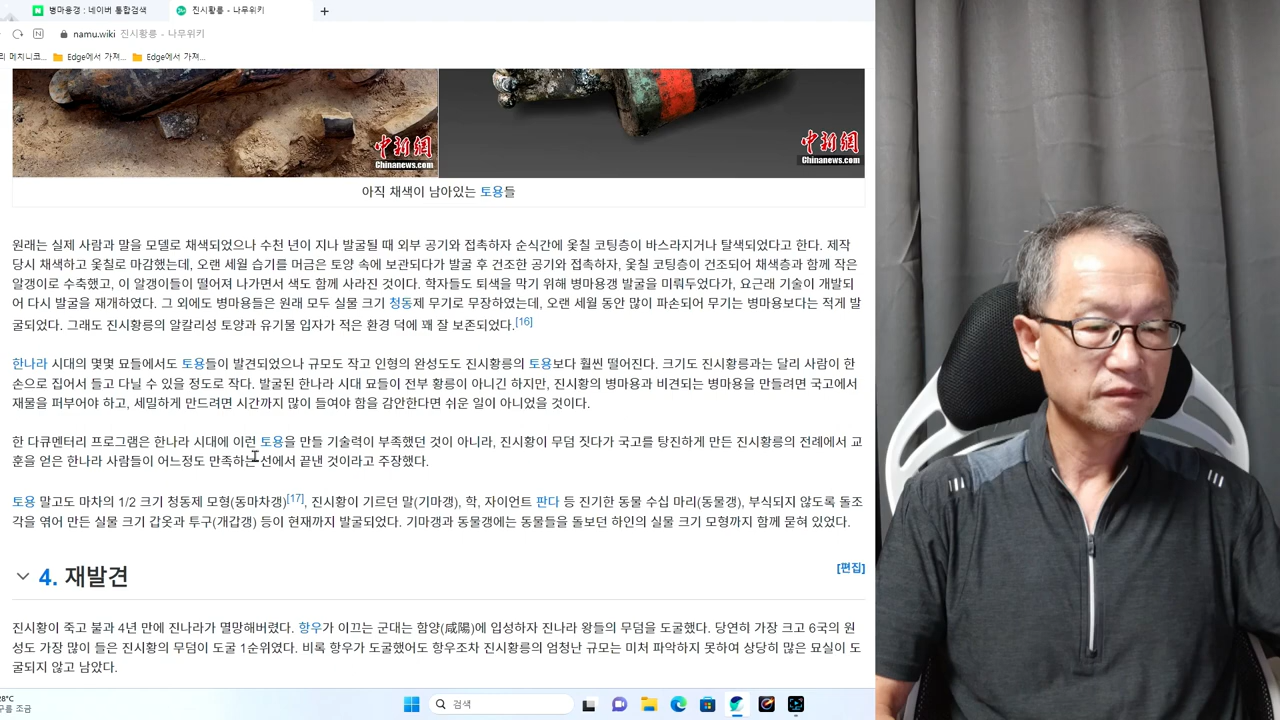 병마용갱 : 네이버 통합검색
진시황릉 - 나무위키
namu.wiki 진시황릉 - 나무위키
리 메치니코... Edge에서 가져... Edge에서 가져...
中新網 Chinanews.com
中新網 Chinanews.com
아직 채색이 남아있는 토용들
원래는 실제 사람과 말을 모델로 채색되었으나 수천 년이 지나 발굴될 때 외부 공기와 접촉하자 순식간에 옻칠 코팅층이 바스라지거나 탈색되었다고 한다. 제작
당시 채색하고 옻칠로 마감했는데, 오랜 세월 습기를 머금은 토양 속에 보관되다가 발굴 후 건조한 공기와 접촉하자, 옻칠 코팅층이 건조되어 채색층과 함께 작은
알갱이로 수축했고, 이 알갱이들이 떨어져 나가면서 색도 함께 사라진 것이다. 학자들도 퇴색을 막기 위해 병마용갱 발굴을 미뤄두었다가, 요근래 기술이 개발되
어 다시 발굴을 재개하였다. 그 외에도 병마용들은 원래 모두 실물 크기 청동제 무기로 무장하였는데, 오랜 세월 동안 많이 파손되어 무기는 병마용보다는 적게 발
굴되었다. 그래도 진시황릉의 알칼리성 토양과 유기물 입자가 적은 환경 덕에 꽤 잘 보존되었다.[16]
한나라 시대의 몇몇 묘들에서도 토용들이 발견되었으나 규모도 작고 인형의 완성도도 진시황릉의 토용보다 훨씬 떨어진다. 크기도 진시황릉과는 달리 사람이 한
손으로 집어서 들고 다닐 수 있을 정도로 작다. 발굴된 한나라 시대 묘들이 전부 황릉이 아니긴 하지만, 진시황의 병마용과 비견되는 병마용을 만들려면 국고에서
재물을 퍼부어야 하고, 세밀하게 만드려면 시간까지 많이 들여야 함을 감안한다면 쉬운 일이 아니었을 것이다.
한 다큐멘터리 프로그램은 한나라 시대에 이런 토용을 만들 기술력이 부족했던 것이 아니라, 진시황이 무덤 짓다가 국고를 탕진하게 만든 진시황릉의 전례에서 교
훈을 얻은 한나라 사람들이 어느정도 만족하는 선에서 끝낸 것이라고 주장했다.
토용 말고도 마차의 1/2 크기 청동제 모형(동마차갱)[17], 진시황이 기르던 말(기마갱), 학, 자이언트 판다 등 진기한 동물 수십 마리(동물갱), 부식되지 않도록 돌조
각을 엮어 만든 실물 크기 갑옷과 투구(개갑갱) 등이 현재까지 발굴되었다. 기마갱과 동물갱에는 동물들을 돌보던 하인의 실물 크기 모형까지 함께 묻혀 있었다.
4. 재발견
[편집]
진시황이 죽고 불과 4년 만에 진나라가 멸망해버렸다. 항우가 이끄는 군대는 함양(咸陽)에 입성하자 진나라 왕들의 무덤을 도굴했다. 당연히 가장 크고 6국의 원
성도 가장 많이 들은 진시황의 무덤이 도굴 1순위였다. 비록 항우가 도굴했어도 항우조차 진시황릉의 엄청난 규모는 미처 파악하지 못하여 상당히 많은 묘실이 도
굴되지 않고 남았다.
28°C
구름 조금
검색